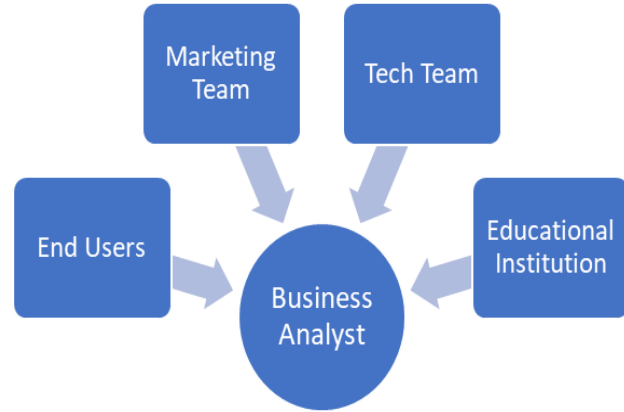 Marketing
Team
Tech Team
End Users
Educational
Institution
Business
Analyst